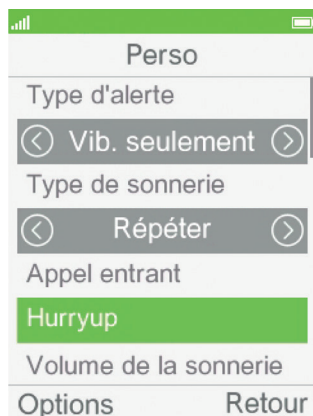 Perso
Type d'alerte
Vib. seulement
Type de sonnerie
Répéter
Appel entrant
Hurryup
Volume de la sonnerie
Options Retour